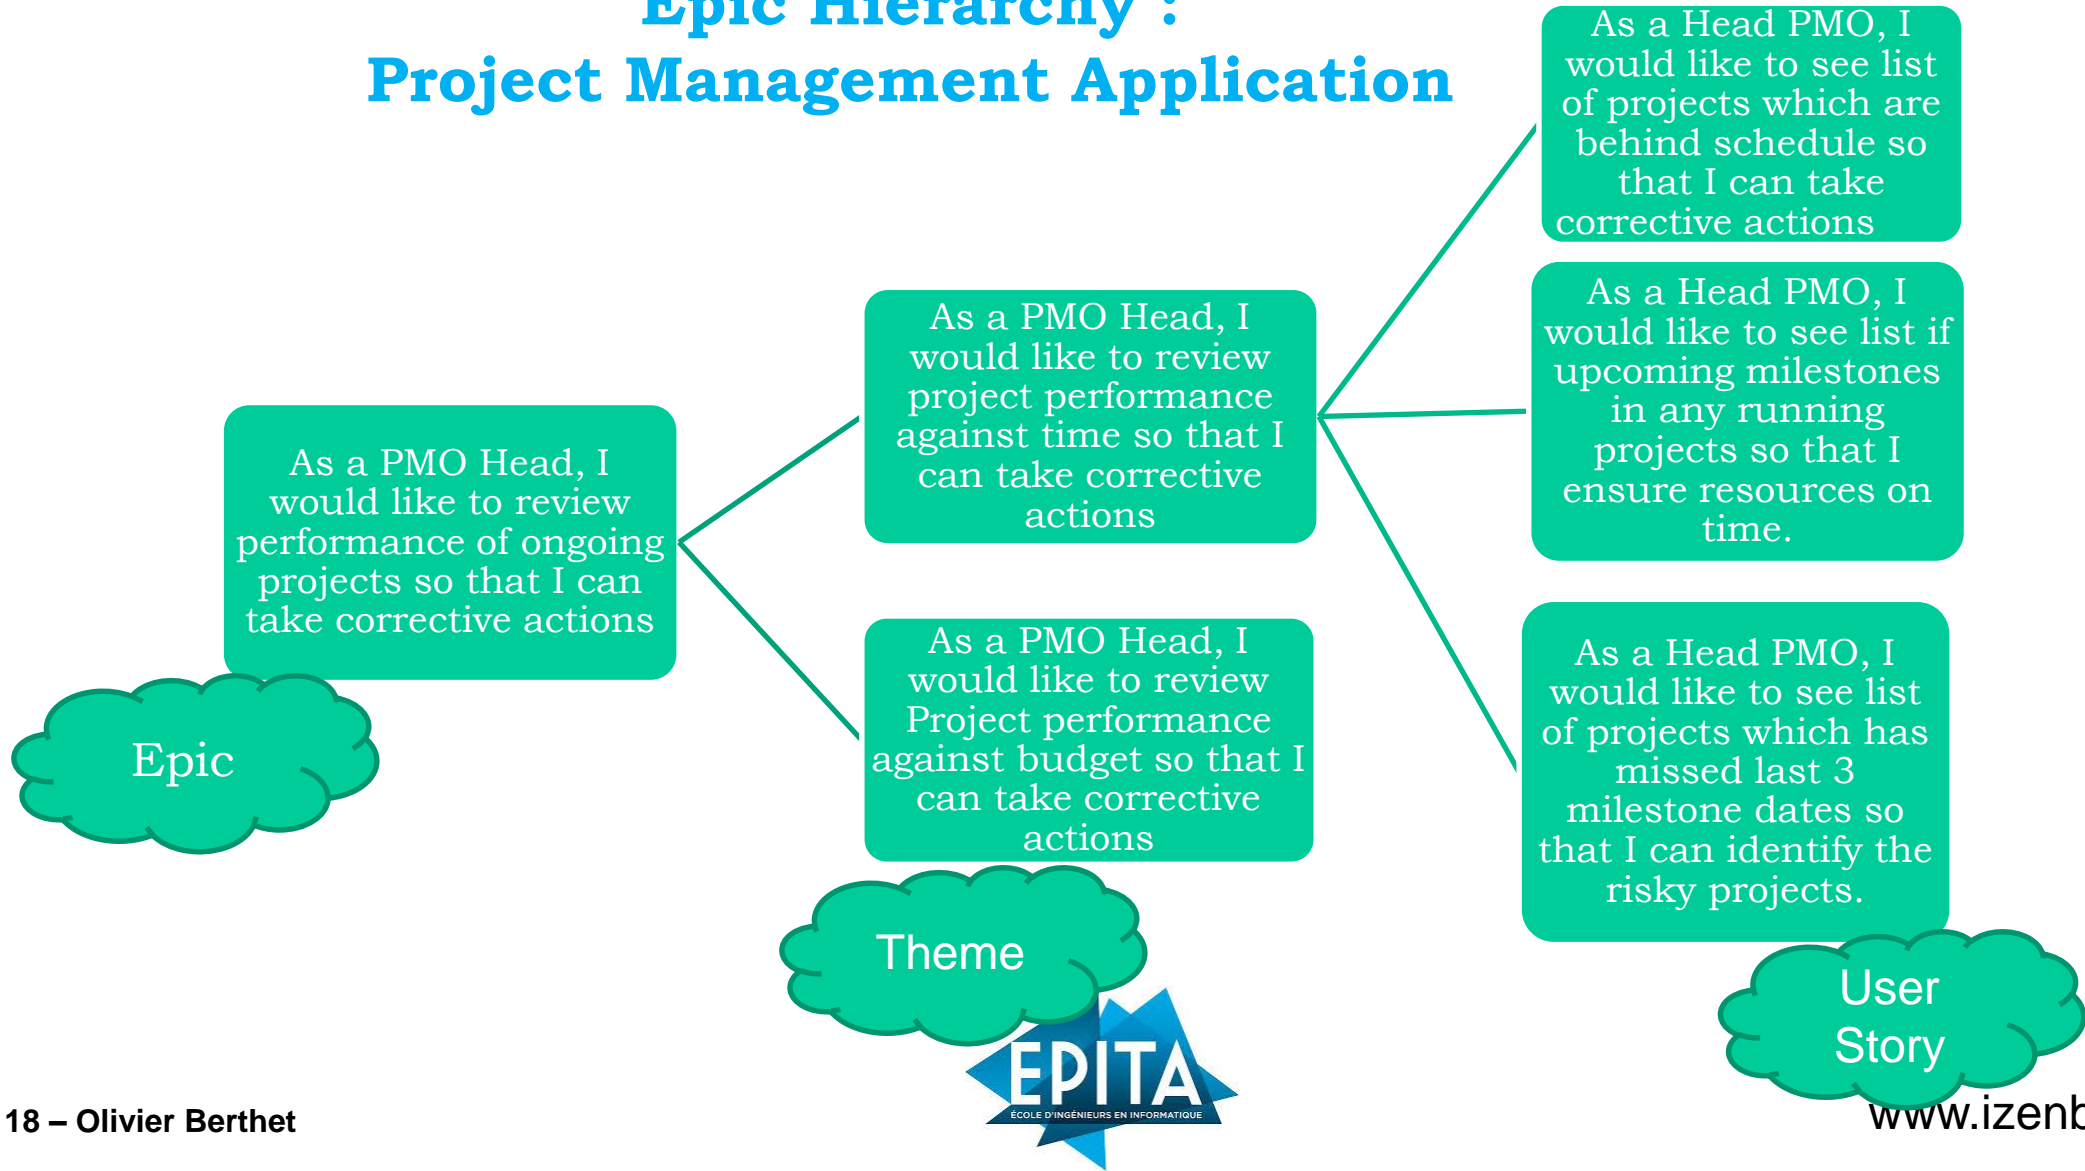 Epic Hierarchy :
Project Management Application
As a PMO Head, I
would like to review
performance of ongoing
projects so that I can
take corrective actions
Epic
As a PMO Head, I
would like to review
project performance
against time so that I
can take corrective
actions
As a PMO Head, I
would like to review
Project performance
against budget so that I
can take corrective
actions
Theme
As a Head PMO, I
would like to see list
of projects which are
behind schedule so
that I can take
corrective actions
As a Head PMO, I
would like to see list if
upcoming milestones
in any running
projects so that I
ensure resources on
time.
As a Head PMO, I
would like to see list
of projects which has
missed last 3
milestone dates so
that I can identify the
risky projects.
User
Story
EPITA
ÉCOLE D'INGÉNIEURS EN INFORMATIQUE
18 – Olivier Berthet
www.izenb